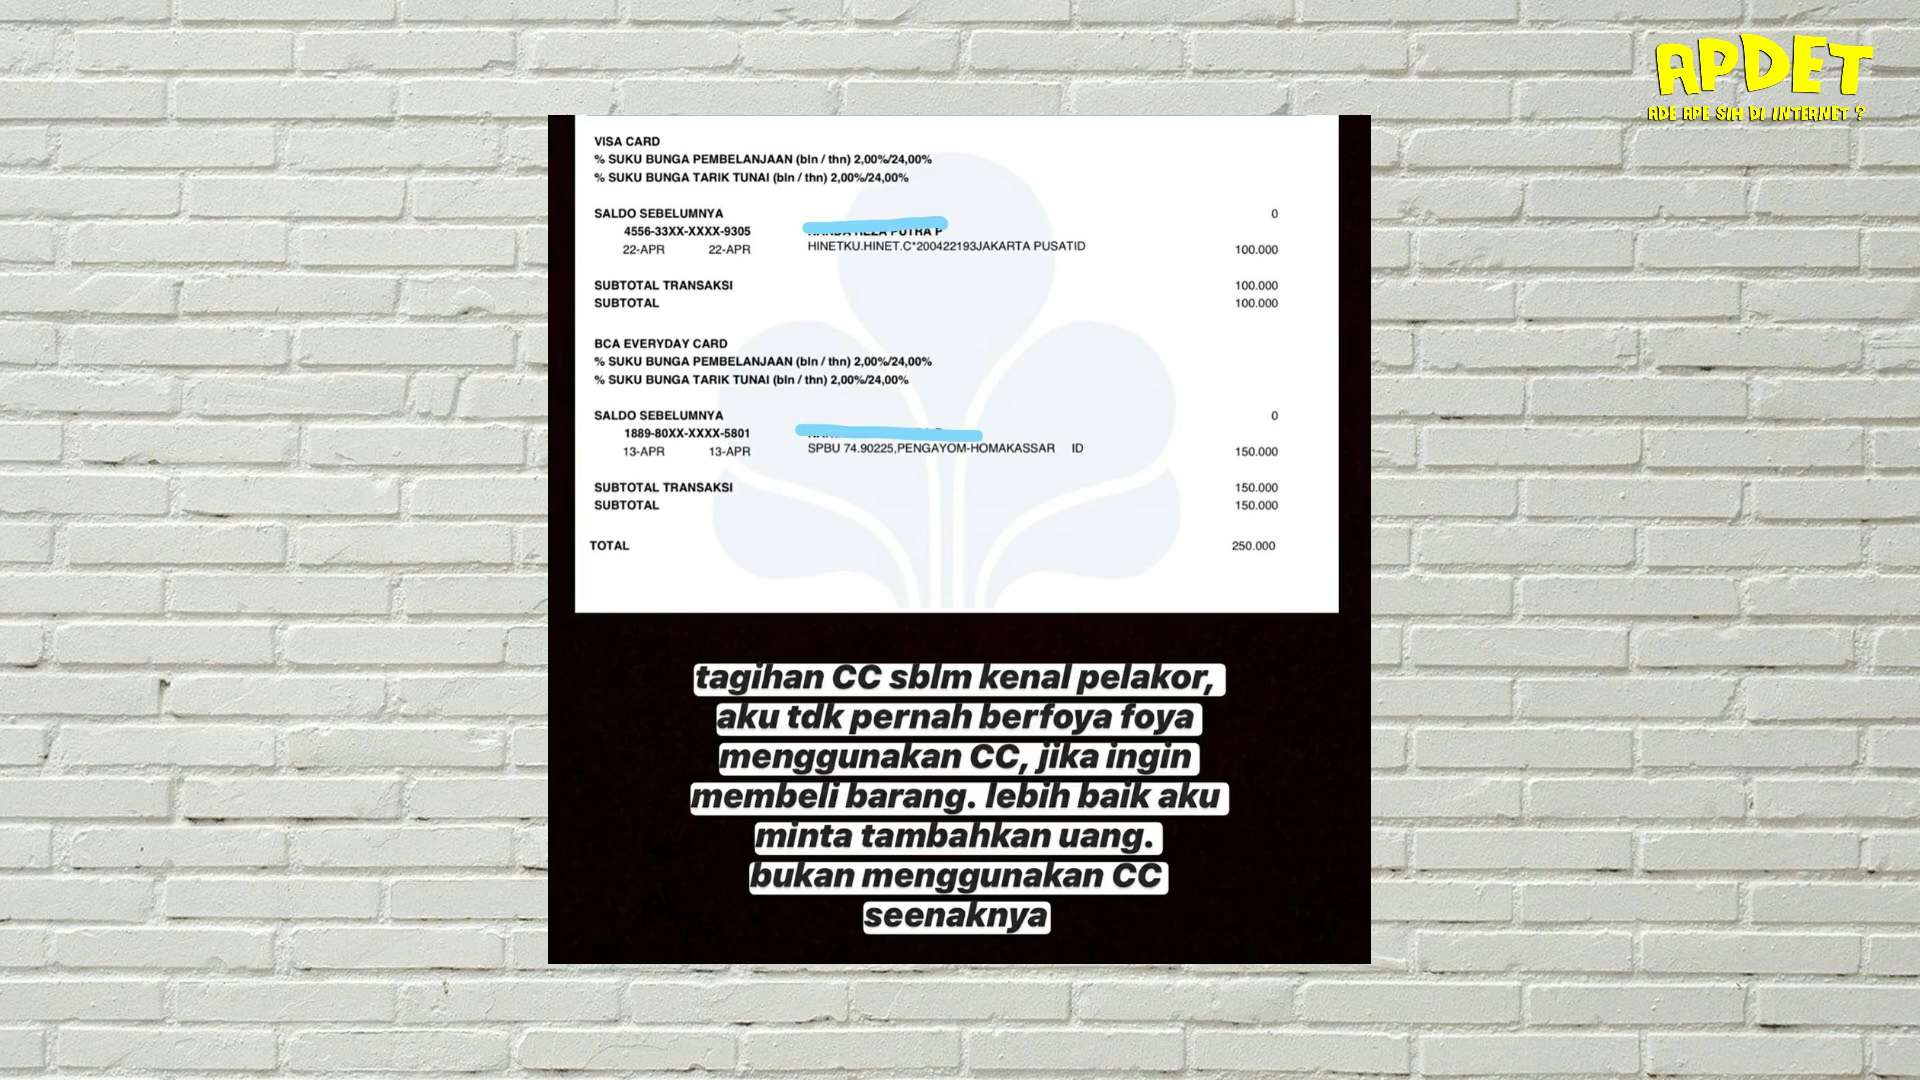 APDET
ADE APE SIH DI INTERNET ?
VISA CARD
% SUKU BUNGA PEMBELANJAAN (bln / thn) 2,00%/24,00%
% SUKU BUNGA TARIK TUNAI (bln / thn) 2,00%/24,00%
SALDO SEBELUMNYA 0
4556-33XX-XXXX-9305
22-APR 22-APR HINETKU.HINET.C*200422193JAKARTA PUSATID 100.000
SUBTOTAL TRANSAKSI 100.000
SUBTOTAL 100.000
BCA EVERYDAY CARD
% SUKU BUNGA PEMBELANJAAN (bln / thn) 2,00%/24,00%
% SUKU BUNGA TARIK TUNAI (bln / thn) 2,00%/24,00%
SALDO SEBELUMNYA 0
1889-80XX-XXXX-5801
13-APR 13-APR SPBU 74.90225,PENGAYOM-HOMAKASSAR ID 150.000
SUBTOTAL TRANSAKSI 150.000
SUBTOTAL 150.000
TOTAL 250.000
tagihan CC sblm kenal pelakor,
aku tdk pernah berfoya foya
menggunakan CC, jika ingin
membeli barang. lebih baik aku
minta tambahkan uang.
bukan menggunakan CC
seenaknya